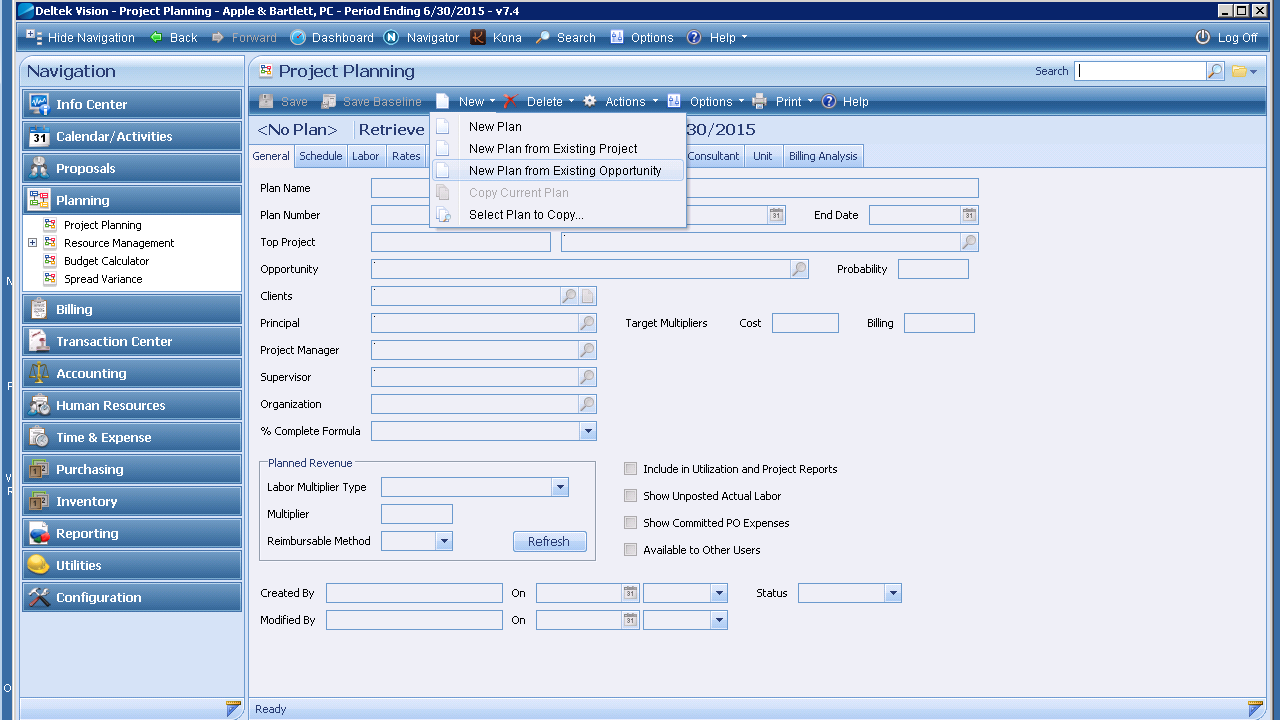 Deltek Vision - Project Planning - Apple & Bartlett, PC - Period Ending 6/30/2015 - v7.4
Hide Navigation Back Forward Dashboard Navigator Kona Search Options Help Log Off
Navigation
Info Center
31 Calendar/Activities
Proposals
Planning
Project Planning
Resource Management
Budget Calculator
Spread Variance
Billing
Transaction Center
Accounting
Human Resources
Time & Expense
Purchasing
Inventory
Reporting
Utilities
Configuration
Project Planning Search
Save Save Baseline New Delete Actions Options Print Help
<No Plan> Retrieve 30/2015
New Plan
New Plan from Existing Project
New Plan from Existing Opportunity
Copy Current Plan
Select Plan to Copy...
General Schedule Labor Rates Consultant Unit Billing Analysis
Plan Name
Plan Number 31 End Date 31
Top Project
Opportunity Probability
Clients
Principal Target Multipliers Cost Billing
Project Manager
Supervisor
Organization
% Complete Formula
Planned Revenue
Labor Multiplier Type
Multiplier
Reimbursable Method Refresh
Include in Utilization and Project Reports
Show Unposted Actual Labor
Show Committed PO Expenses
Available to Other Users
Created By On 31 Status
Modified By On 31
Ready